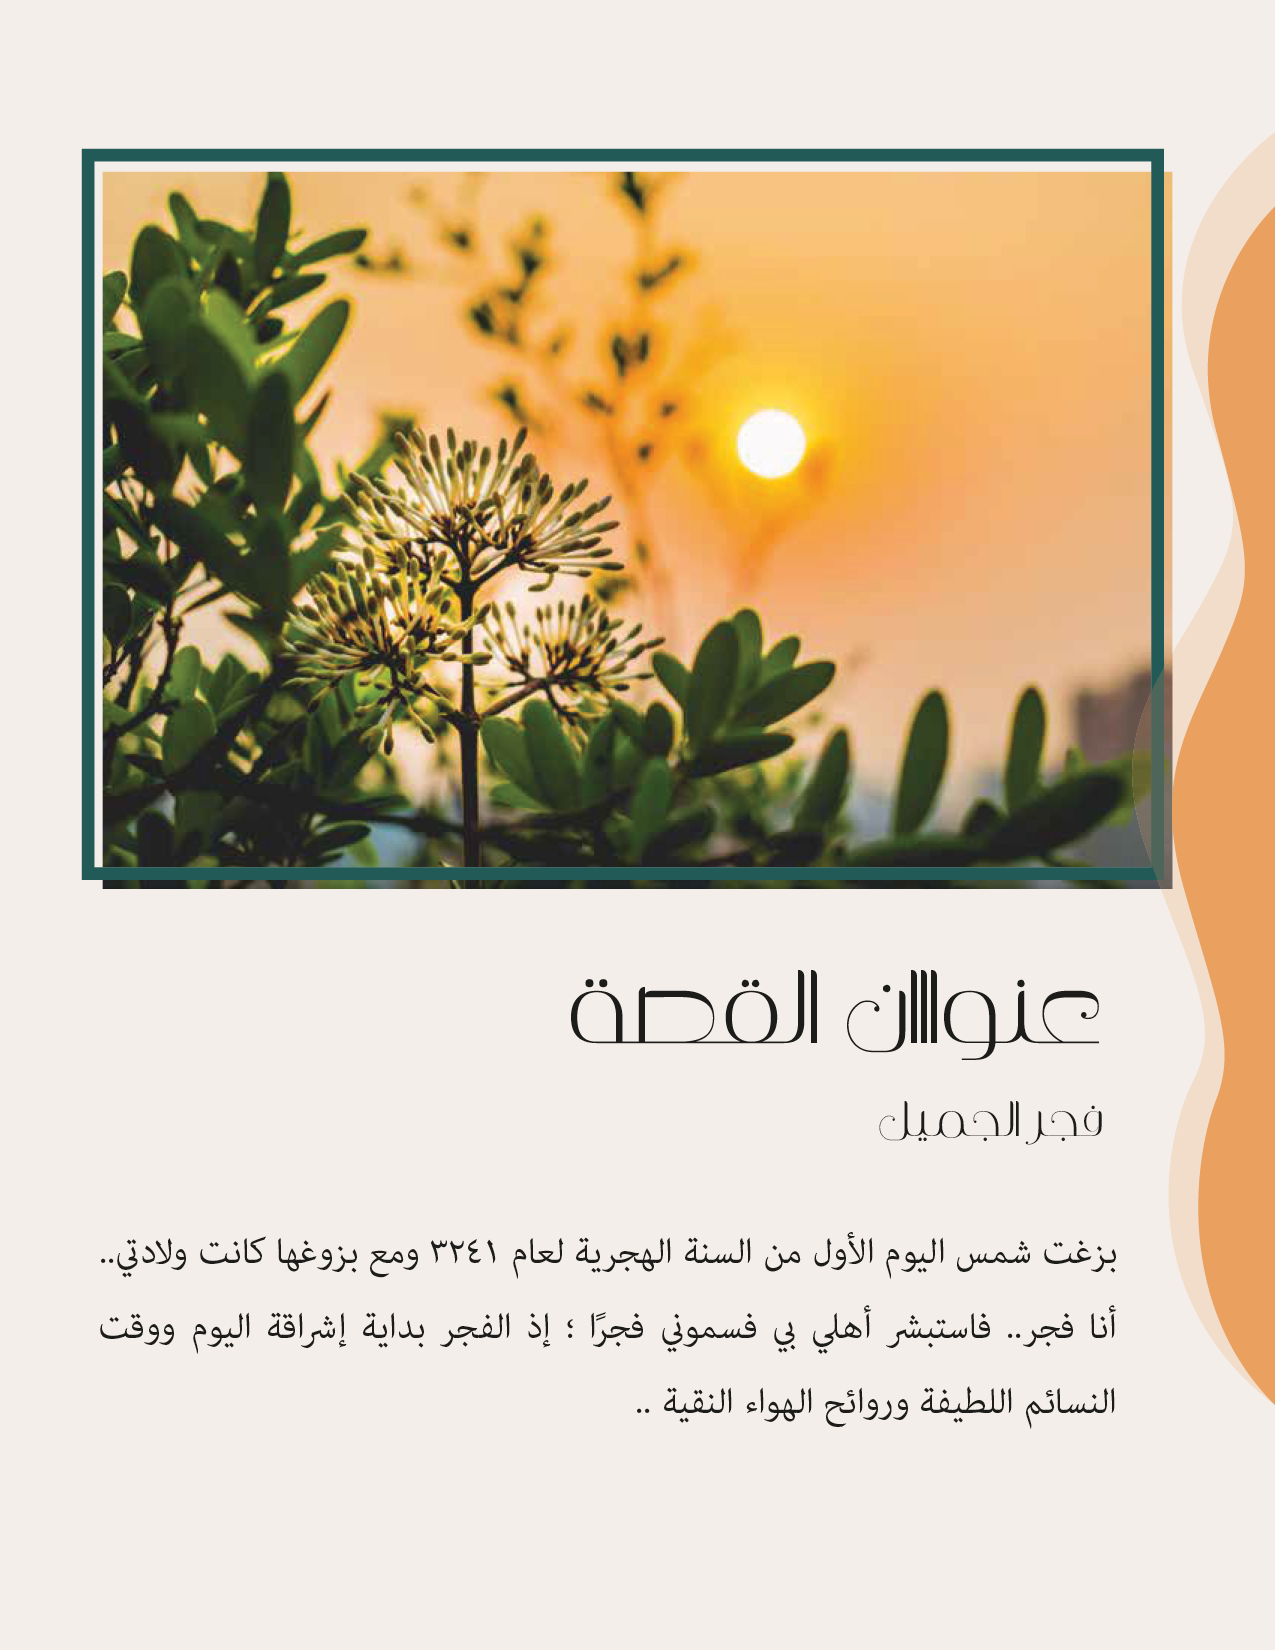 عنوان القصة
فجر الجميل
بزغت شمس اليوم الأول من السنة الهجرية لعام ٣٢٤١ ومع بزوغها كانت ولادتي..
أنا فجر.. فاستبشر أهلي بي فسموني فجرًا ؛ إذ الفجر بداية إشراقة اليوم ووقت
النسائم اللطيفة وروائح الهواء النقية ..